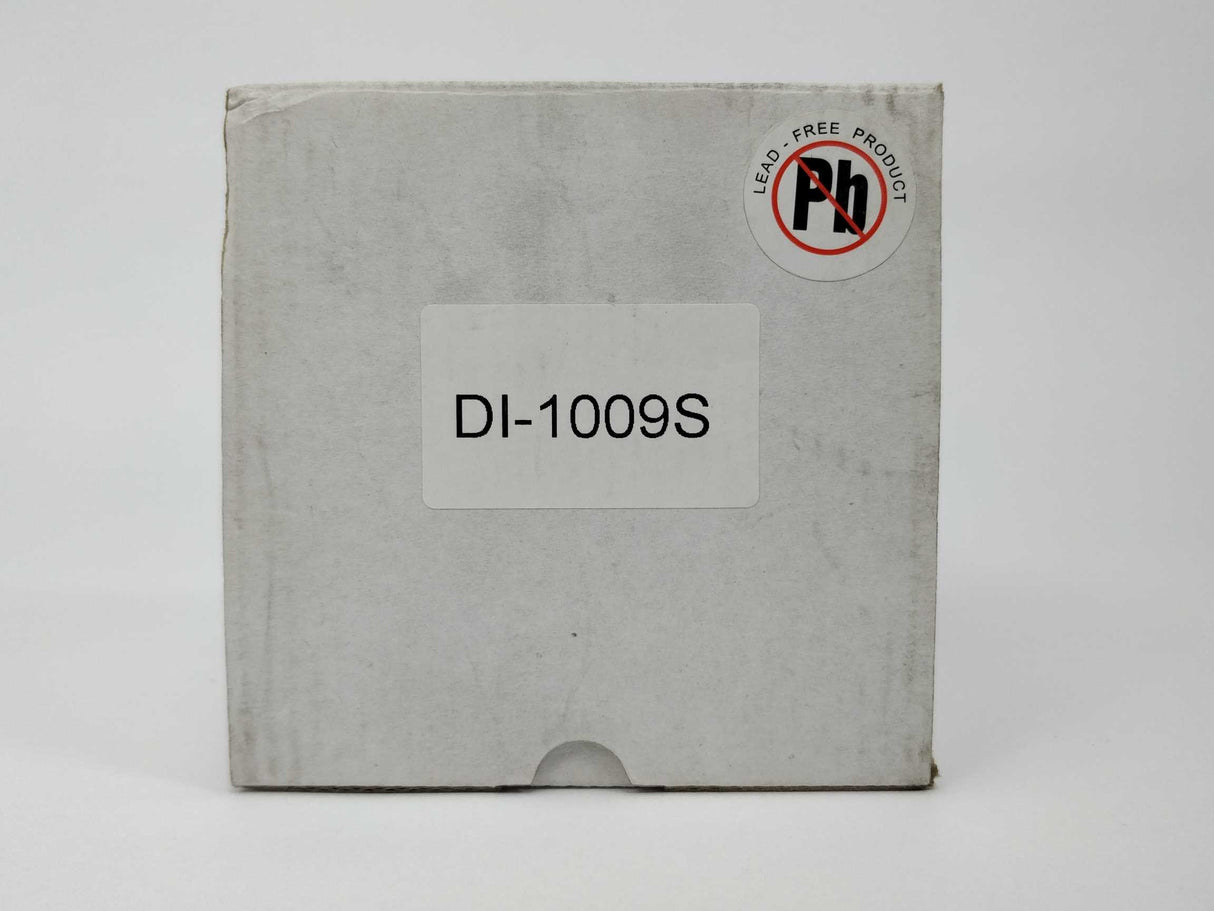 LEAD - FREE PRODUCT
Pb
DI-1009S